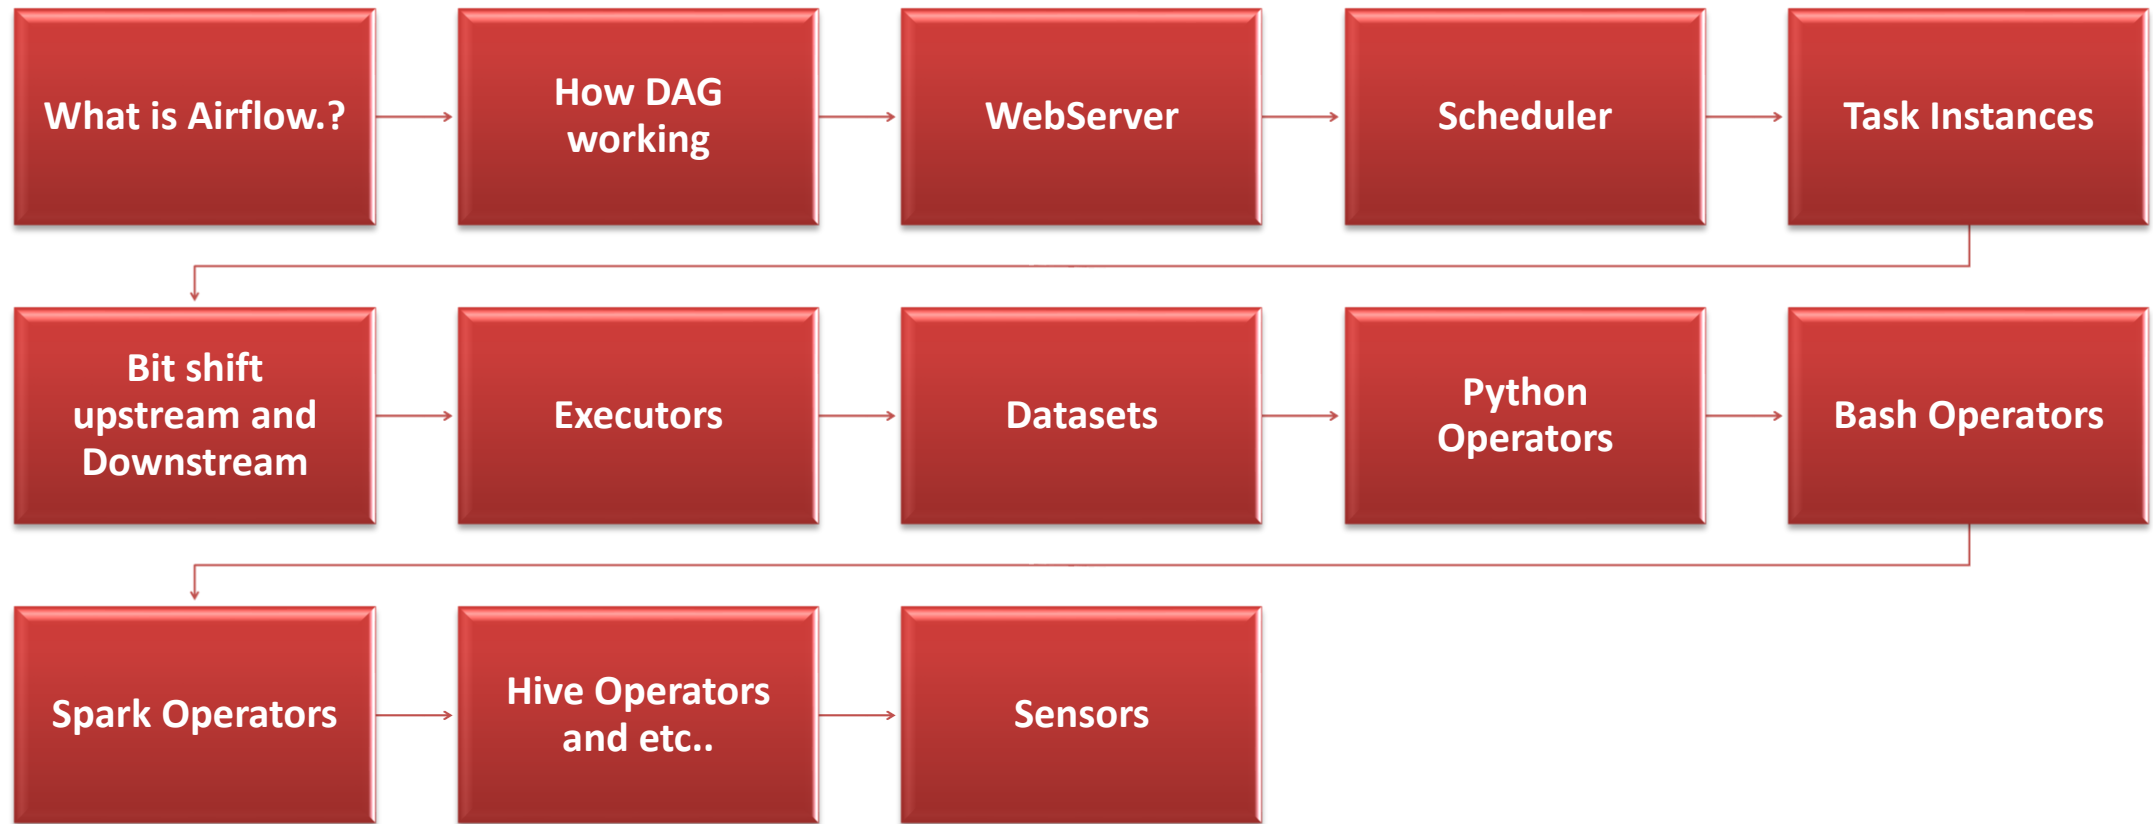 What is Airflow.?
How DAG
working
WebServer
Scheduler
Task Instances
Bit shift
upstream and
Downstream
Executors
Datasets
Python
Operators
Bash Operators
Spark Operators
Hive Operators
and etc..
Sensors